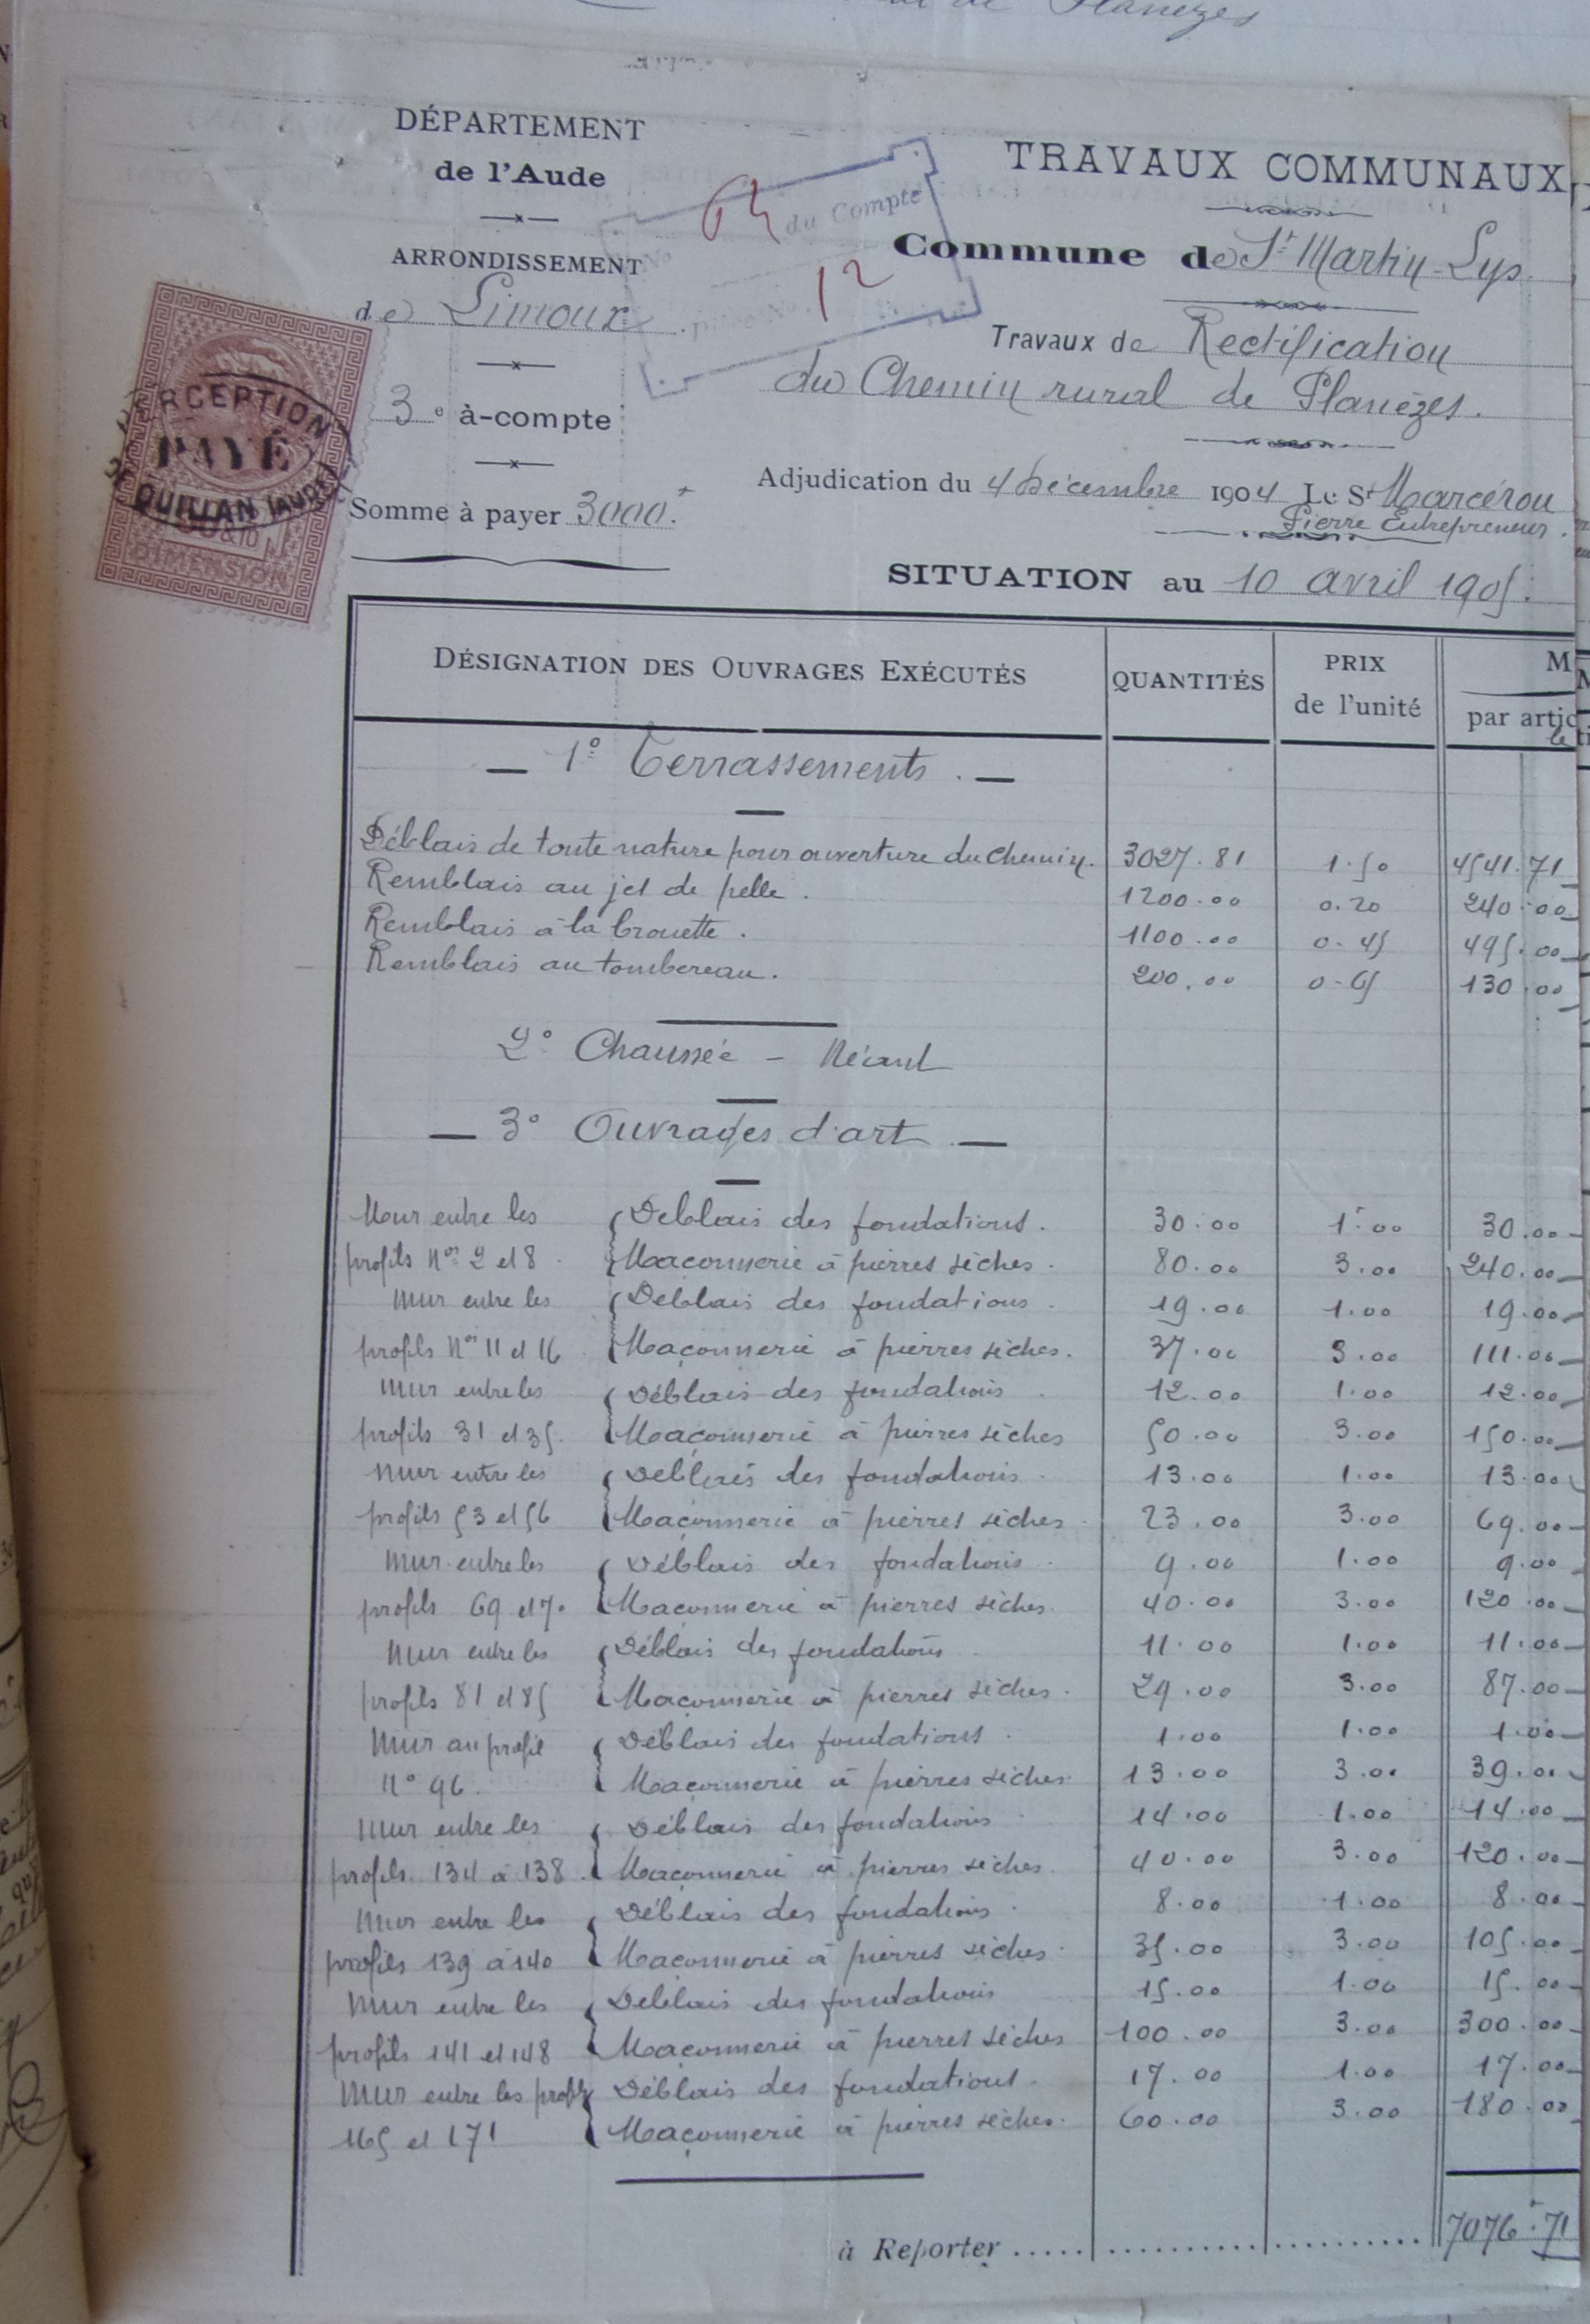 de Planèzes
DÉPARTEMENT
de l'Aude
ARRONDISSEMENT
de Limoux
3e à-compte
Somme à payer 3000f.
No 64 du Compte
12
PERCEPTION
PAYÉ
DE QUILLAN (AUDE)
DIMENSION
TRAVAUX COMMUNAUX
Commune de St Martin-Lys
Travaux de Rectification
du Chemin rural de Planèzes.
Adjudication du 4 Décembre 1904 Le Sr Marcérou
Pierre Entrepreneur.
SITUATION au 10 avril 1905.
DÉSIGNATION DES OUVRAGES EXÉCUTÉS QUANTITÉS PRIX de l'unité M par artic
— 1° Terrassements. —
Déblais de toute nature pour ouverture du chemin. 3027.81 1.50 4541.71
Remblais au jet de pelle. 1200.00 0.20 240.00
Remblais à la brouette. 1100.00 0.45 495.00
Remblais au tombereau. 200.00 0.65 130.00
2° Chaussée - Néant
— 3° Ouvrages d'art —
Mur entre les Déblais des fondations. 30.00 1f.00 30.00
profils Nos 2 et 8. Maçonnerie à pierres sèches. 80.00 3.00 240.00
Mur entre les Déblais des fondations. 19.00 1.00 19.00
profils Nos 11 et 16 Maçonnerie à pierres sèches. 37.00 3.00 111.00
Mur entre les Déblais des fondations. 12.00 1.00 12.00
profils 31 et 35. Maçonnerie à pierres sèches 50.00 3.00 150.00
Mur entre les Déblais des fondations. 13.00 1.00 13.00
profils 53 et 56 Maçonnerie à pierres sèches. 23.00 3.00 69.00
Mur entre les Déblais des fondations. 9.00 1.00 9.00
profils 69 et 70 Maçonnerie à pierres sèches. 40.00 3.00 120.00
Mur entre les Déblais des fondations. 11.00 1.00 11.00
profils 81 et 85 Maçonnerie à pierres sèches. 29.00 3.00 87.00
Mur au profil Déblais des fondations. 1.00 1.00 1.00
N° 96. Maçonnerie à pierres sèches 13.00 3.00 39.00
Mur entre les Déblais des fondations. 14.00 1.00 14.00
profils 134 à 138. Maçonnerie à pierres sèches. 40.00 3.00 120.00
Mur entre les Déblais des fondations. 8.00 1.00 8.00
profils 139 à 140 Maçonnerie à pierres sèches. 35.00 3.00 105.00
Mur entre les Déblais des fondations 15.00 1.00 15.00
profils 141 et 148 Maçonnerie à pierres sèches 100.00 3.00 300.00
Mur entre les profils Déblais des fondations. 17.00 1.00 17.00
165 et 171 Maçonnerie à pierres sèches. 60.00 3.00 180.00
à Reporter ..... 7076f.71